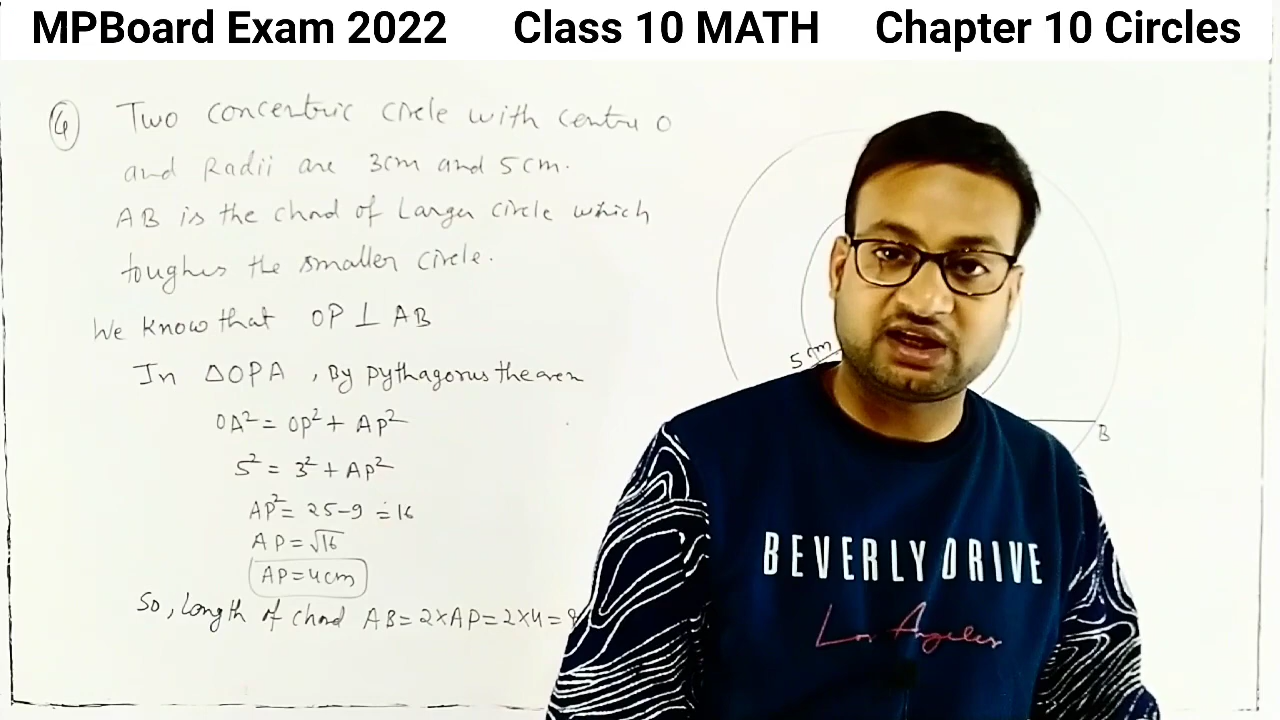 MPBoard Exam 2022 Class 10 MATH Chapter 10 Circles
④ Two concentric circle with centre O
and Radii are 3cm and 5cm.
AB is the chord of Larger circle which
toughes the smaller circle.
We know that OP ⊥ AB
In ΔOPA, By pythagorus theorem
OA² = OP² + AP²
5² = 3² + AP²
AP² = 25-9 = 16
AP = √16
AP = 4cm
So, Length of chord AB = 2×AP = 2×4 = 8
5cm
B
BEVERLY DRIVE
Los Angeles